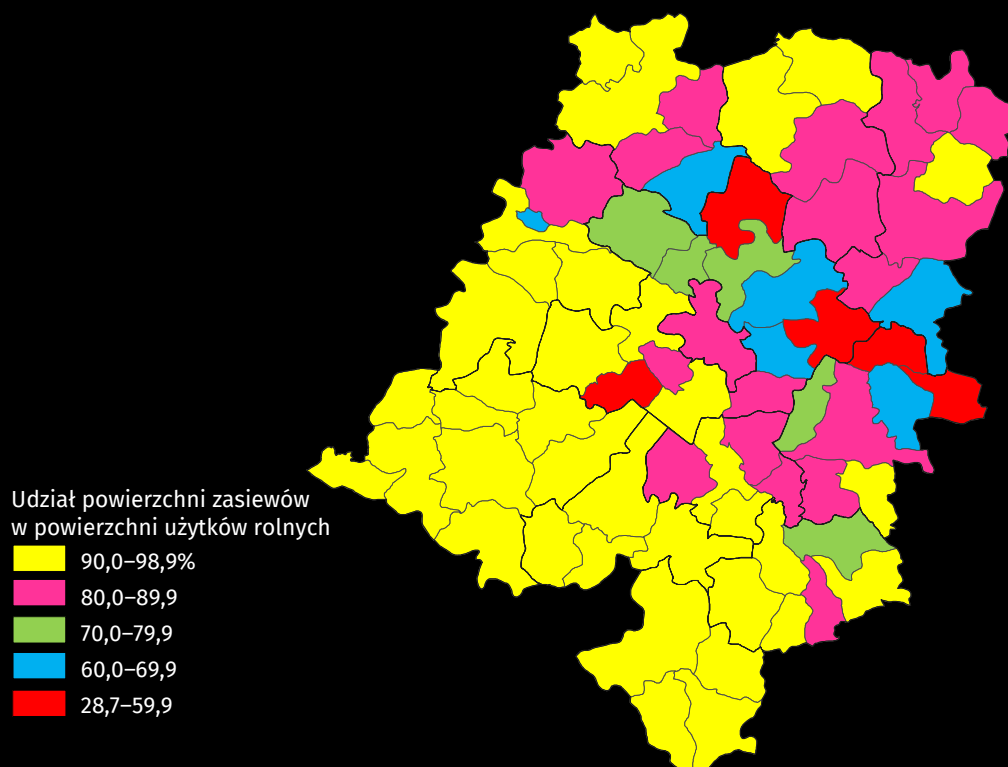 Udział powierzchni zasiewów
w powierzchni użytków rolnych
90,0–98,9%
80,0–89,9
70,0–79,9
60,0–69,9
28,7–59,9